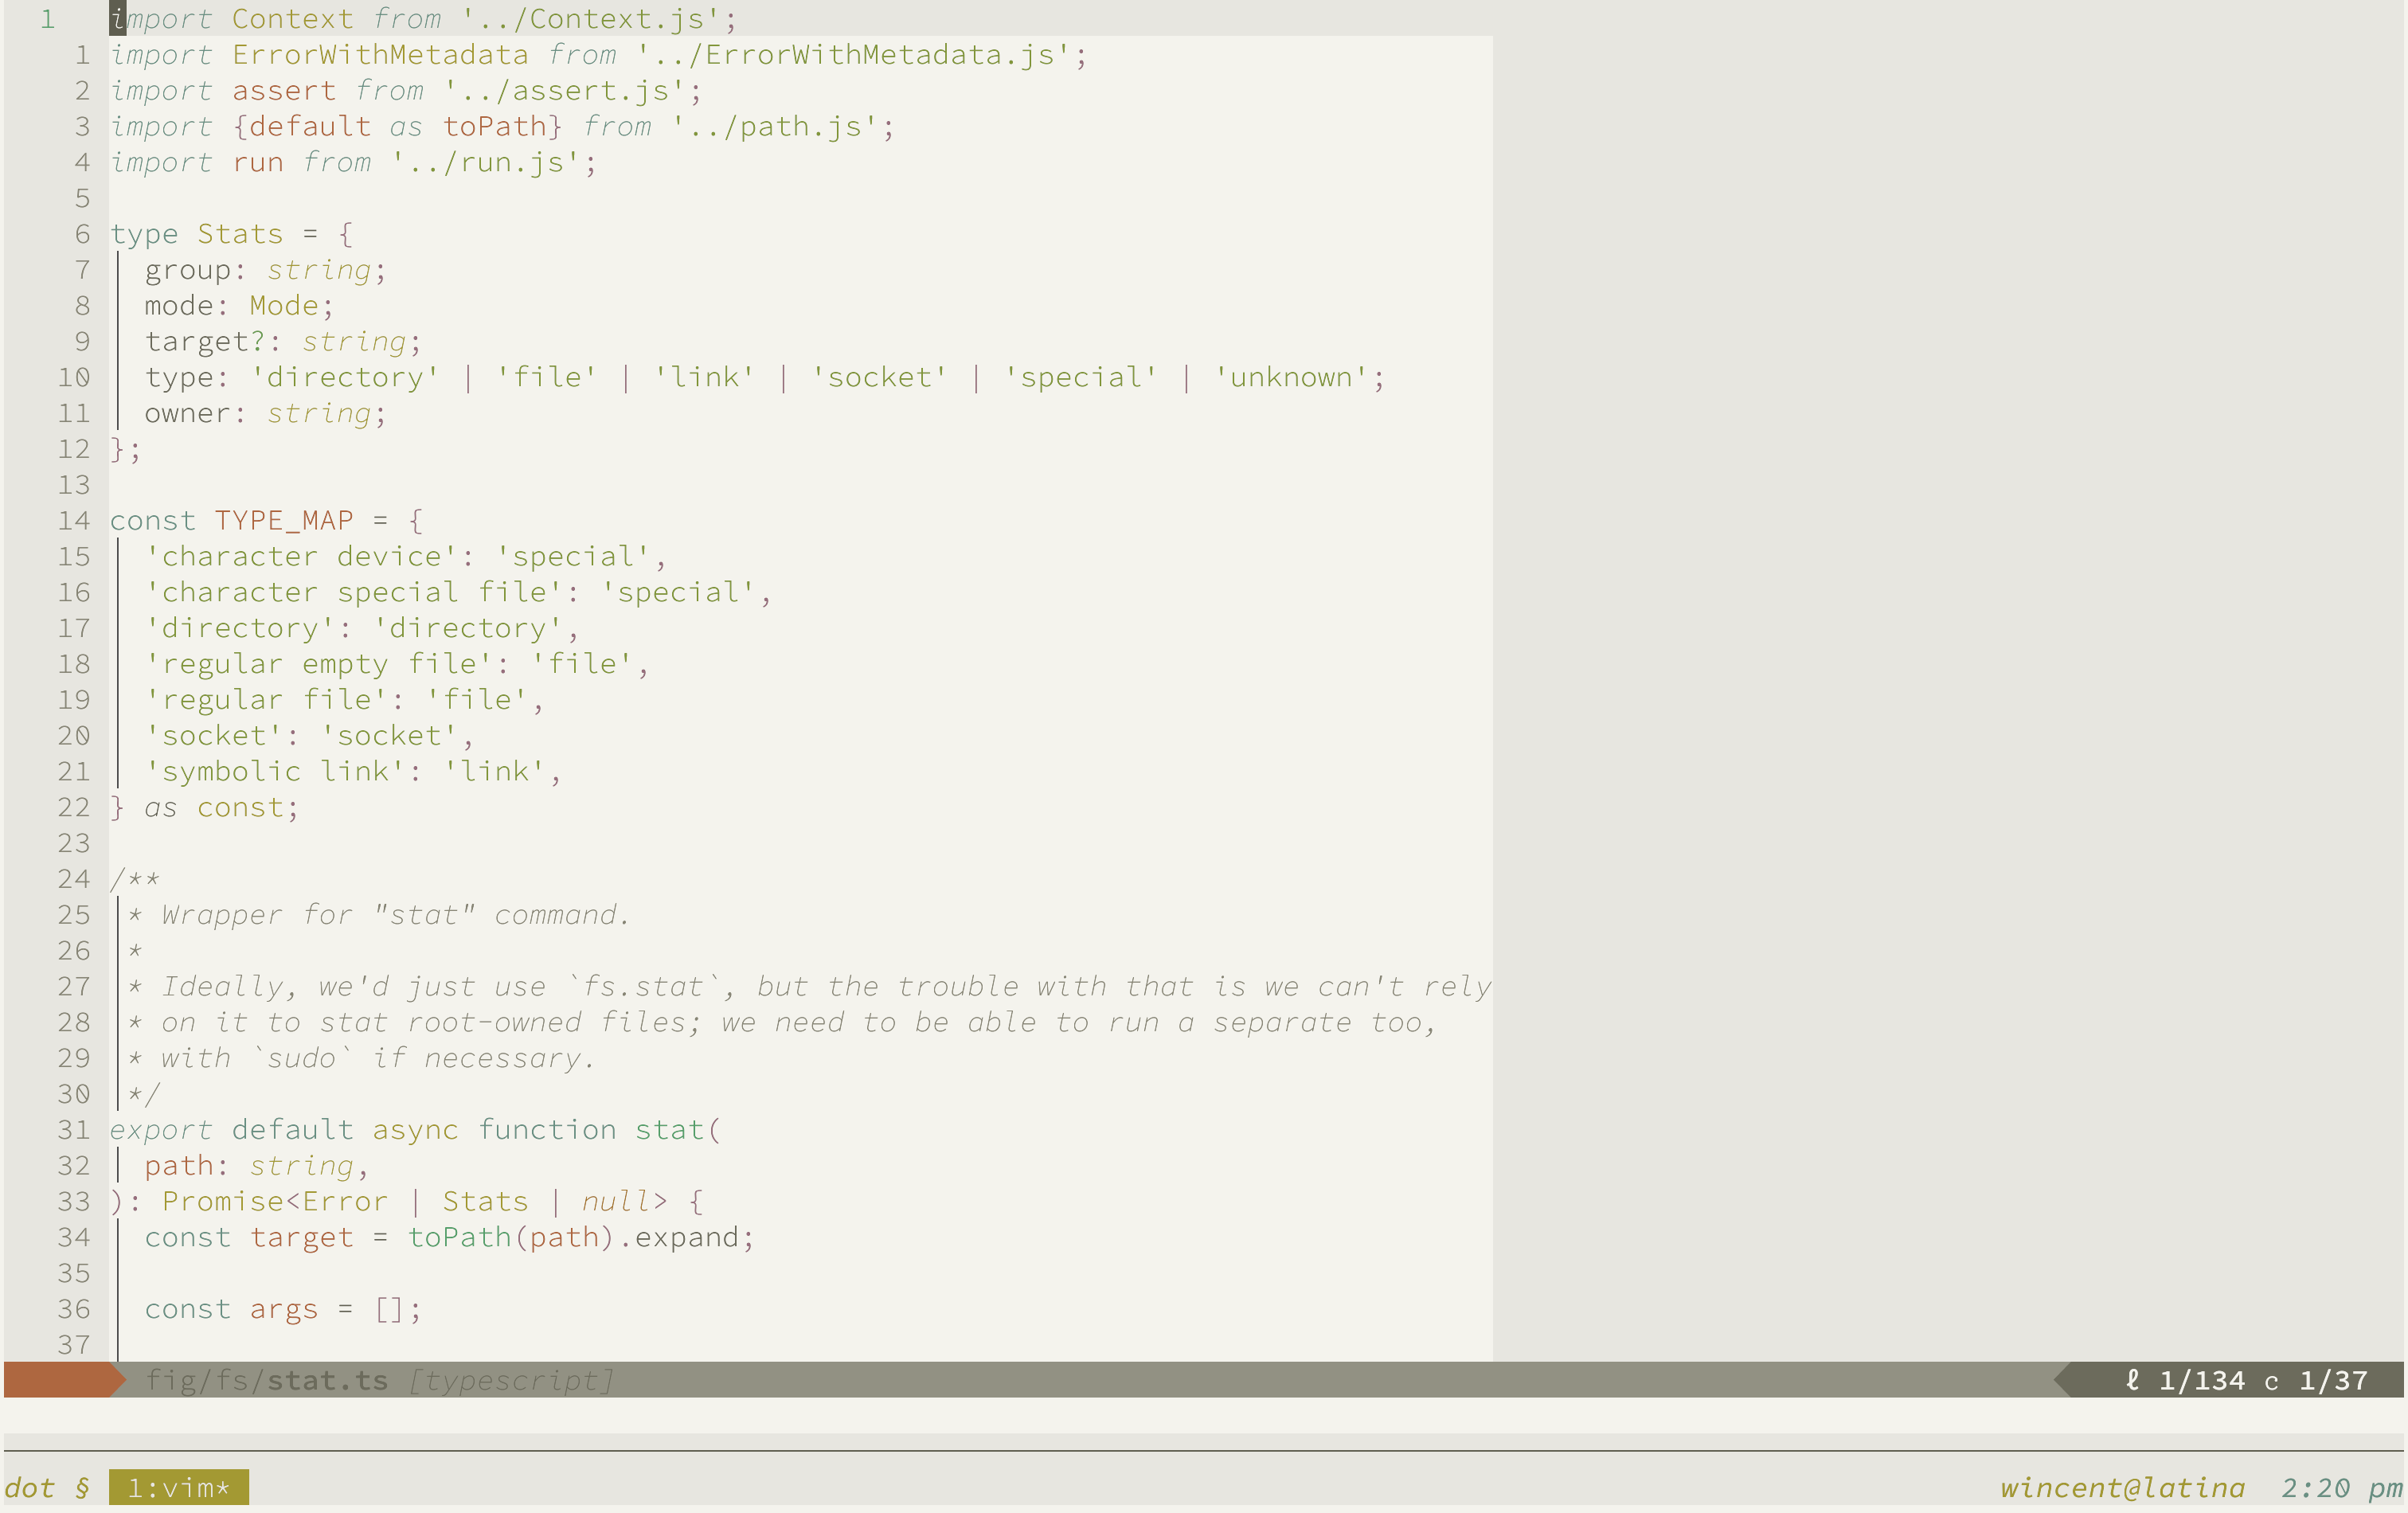 1 import Context from '../Context.js';
1 import ErrorWithMetadata from '../ErrorWithMetadata.js';
2 import assert from '../assert.js';
3 import {default as toPath} from '../path.js';
4 import run from '../run.js';
5
6 type Stats = {
7   group: string;
8   mode: Mode;
9   target?: string;
10   type: 'directory' | 'file' | 'link' | 'socket' | 'special' | 'unknown';
11   owner: string;
12 };
13
14 const TYPE_MAP = {
15   'character device': 'special',
16   'character special file': 'special',
17   'directory': 'directory',
18   'regular empty file': 'file',
19   'regular file': 'file',
20   'socket': 'socket',
21   'symbolic link': 'link',
22 } as const;
23
24 /**
25  * Wrapper for "stat" command.
26  *
27  * Ideally, we'd just use `fs.stat`, but the trouble with that is we can't rely
28  * on it to stat root-owned files; we need to be able to run a separate too,
29  * with `sudo` if necessary.
30  */
31 export default async function stat(
32   path: string,
33 ): Promise<Error | Stats | null> {
34   const target = toPath(path).expand;
35
36   const args = [];
37
fig/fs/stat.ts [typescript] ℓ 1/134 c 1/37
dot § 1:vim* wincent@latina 2:20 pm